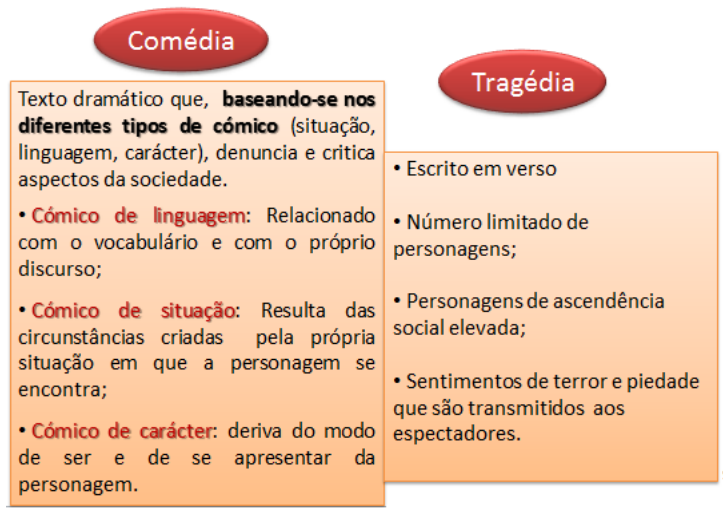 Comédia
Texto dramático que, baseando-se nos
diferentes tipos de cómico (situação,
linguagem, carácter), denuncia e critica
aspectos da sociedade.
• Cómico de linguagem: Relacionado
com o vocabulário e com o próprio
discurso;
• Cómico de situação: Resulta das
circunstâncias criadas pela própria
situação em que a personagem se
encontra;
• Cómico de carácter: deriva do modo
de ser e de se apresentar da
personagem.
Tragédia
• Escrito em verso
• Número limitado de
personagens;
• Personagens de ascendência
social elevada;
• Sentimentos de terror e piedade
que são transmitidos aos
espectadores.